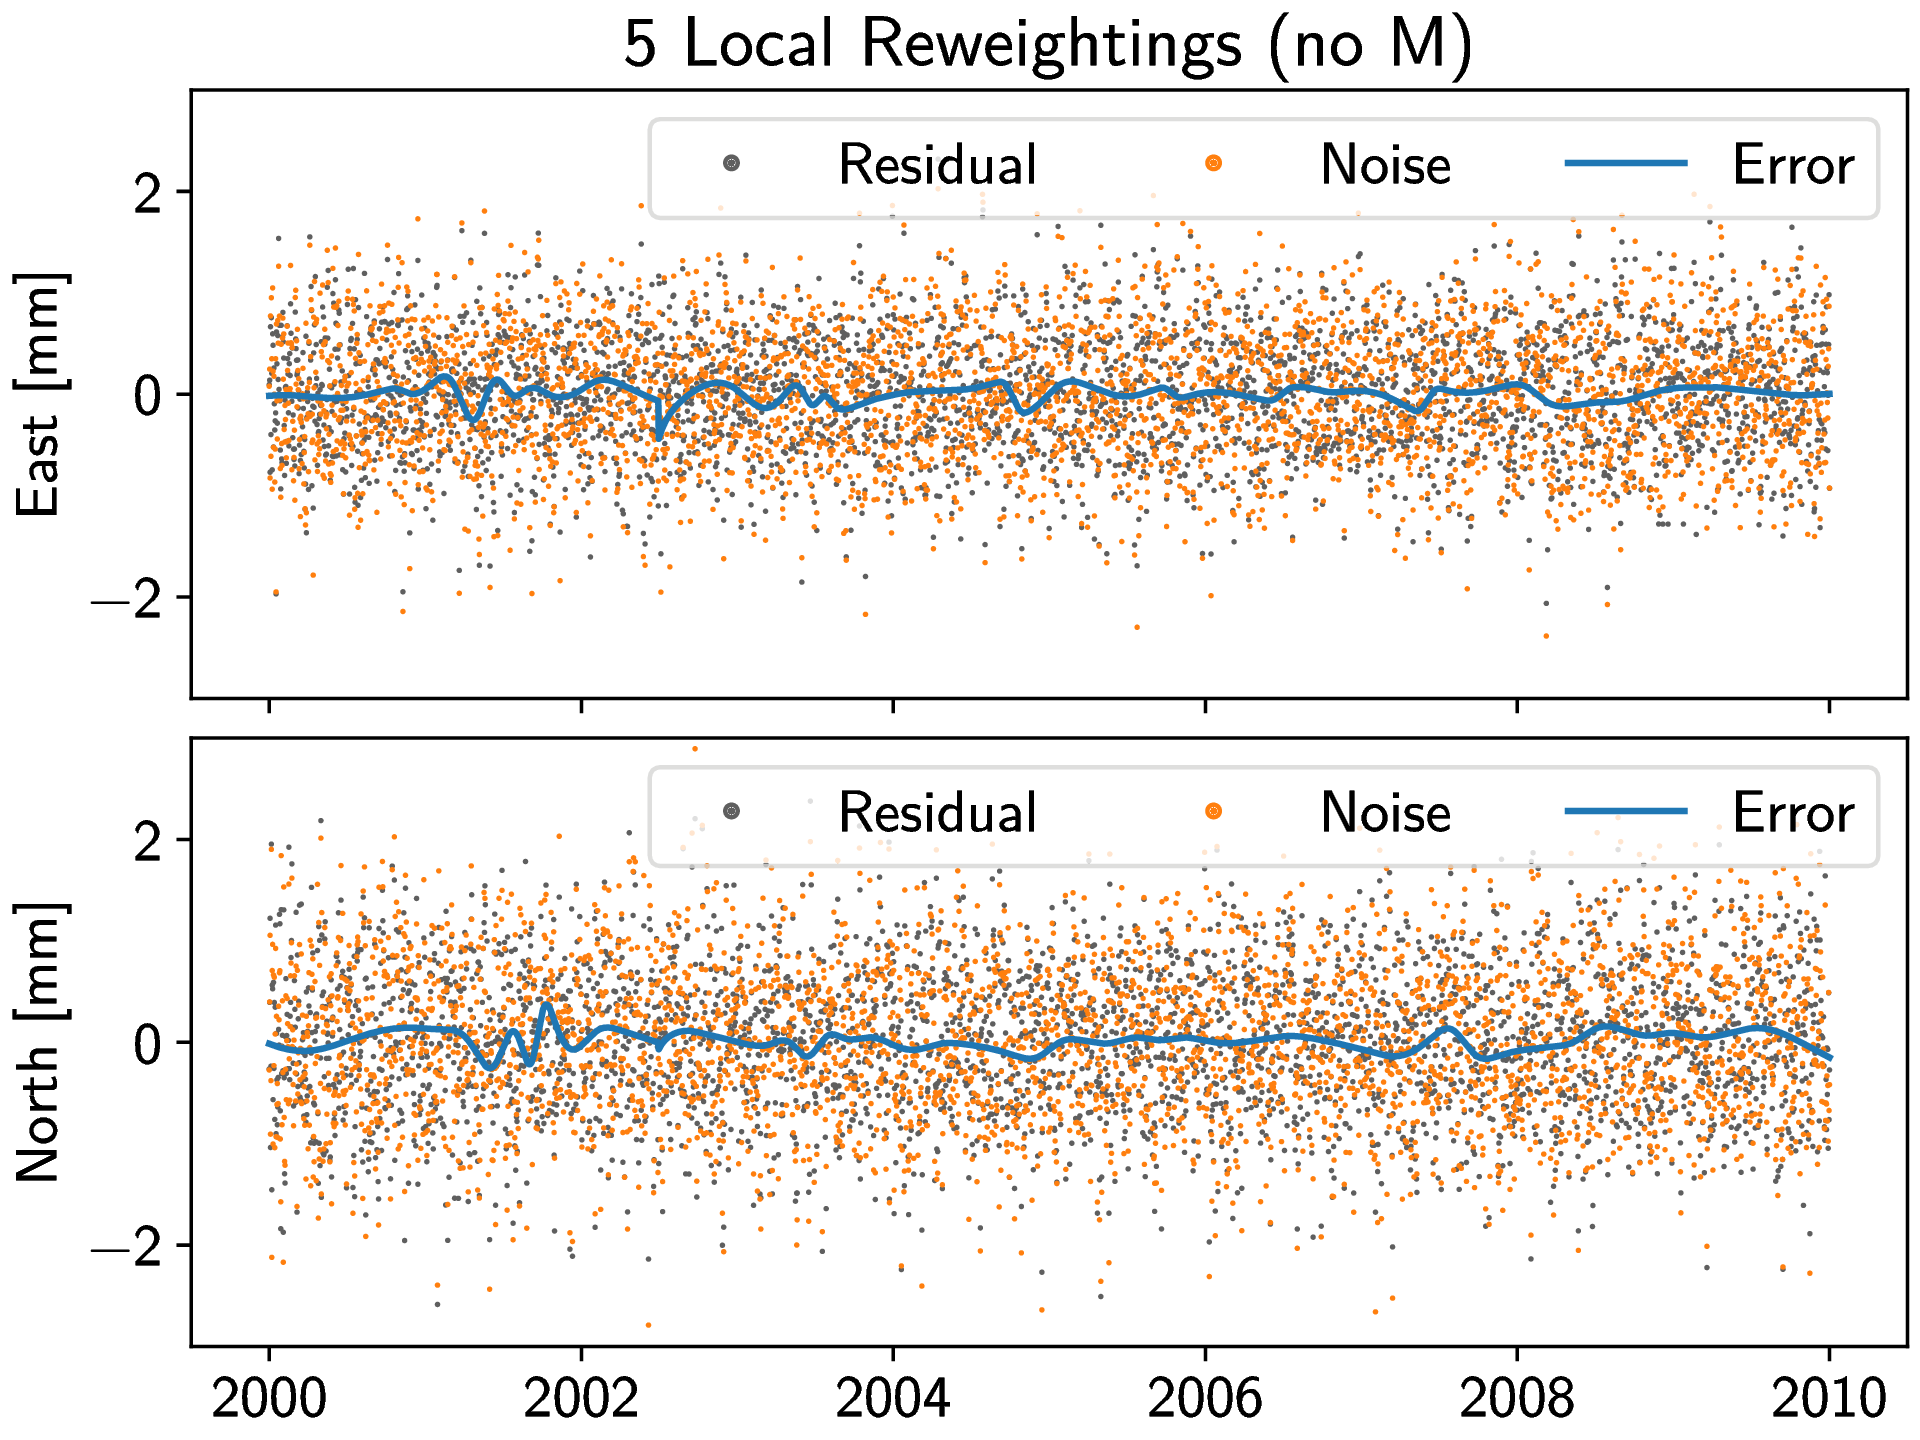 5 Local Reweightings (no M)
Residual Noise Error
2
0
−2
East [mm]
Residual Noise Error
2
0
−2
North [mm]
2000 2002 2004 2006 2008 2010